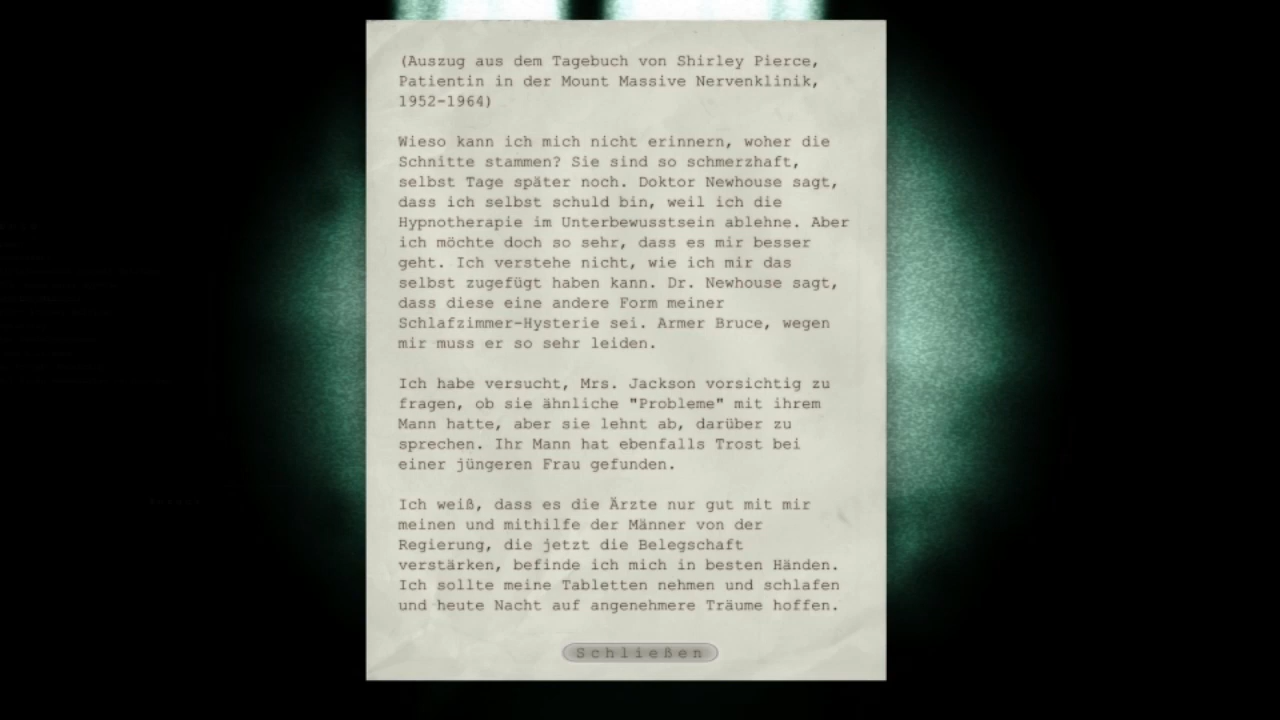 (Auszug aus dem Tagebuch von Shirley Pierce,
Patientin in der Mount Massive Nervenklinik,
1952-1964)
Wieso kann ich mich nicht erinnern, woher die
Schnitte stammen? Sie sind so schmerzhaft,
selbst Tage später noch. Doktor Newhouse sagt,
dass ich selbst schuld bin, weil ich die
Hypnotherapie im Unterbewusstsein ablehne. Aber
ich möchte doch so sehr, dass es mir besser
geht. Ich verstehe nicht, wie ich mir das
selbst zugefügt haben kann. Dr. Newhouse sagt,
dass diese eine andere Form meiner
Schlafzimmer-Hysterie sei. Armer Bruce, wegen
mir muss er so sehr leiden.
Ich habe versucht, Mrs. Jackson vorsichtig zu
fragen, ob sie ähnliche "Probleme" mit ihrem
Mann hatte, aber sie lehnt ab, darüber zu
sprechen. Ihr Mann hat ebenfalls Trost bei
einer jüngeren Frau gefunden.
Ich weiß, dass es die Ärzte nur gut mit mir
meinen und mithilfe der Männer von der
Regierung, die jetzt die Belegschaft
verstärken, befinde ich mich in besten Händen.
Ich sollte meine Tabletten nehmen und schlafen
und heute Nacht auf angenehmere Träume hoffen.
Schließen